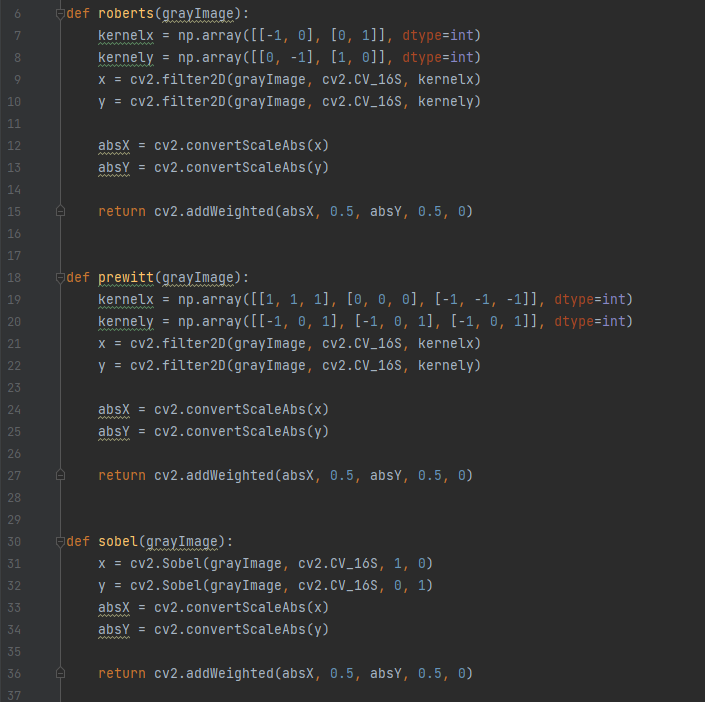 6 def roberts(grayImage):
7     kernelx = np.array([[-1, 0], [0, 1]], dtype=int)
8     kernely = np.array([[0, -1], [1, 0]], dtype=int)
9     x = cv2.filter2D(grayImage, cv2.CV_16S, kernelx)
10     y = cv2.filter2D(grayImage, cv2.CV_16S, kernely)
11
12     absX = cv2.convertScaleAbs(x)
13     absY = cv2.convertScaleAbs(y)
14
15     return cv2.addWeighted(absX, 0.5, absY, 0.5, 0)
16
17
18 def prewitt(grayImage):
19     kernelx = np.array([[1, 1, 1], [0, 0, 0], [-1, -1, -1]], dtype=int)
20     kernely = np.array([[-1, 0, 1], [-1, 0, 1], [-1, 0, 1]], dtype=int)
21     x = cv2.filter2D(grayImage, cv2.CV_16S, kernelx)
22     y = cv2.filter2D(grayImage, cv2.CV_16S, kernely)
23
24     absX = cv2.convertScaleAbs(x)
25     absY = cv2.convertScaleAbs(y)
26
27     return cv2.addWeighted(absX, 0.5, absY, 0.5, 0)
28
29
30 def sobel(grayImage):
31     x = cv2.Sobel(grayImage, cv2.CV_16S, 1, 0)
32     y = cv2.Sobel(grayImage, cv2.CV_16S, 0, 1)
33     absX = cv2.convertScaleAbs(x)
34     absY = cv2.convertScaleAbs(y)
35
36     return cv2.addWeighted(absX, 0.5, absY, 0.5, 0)
37